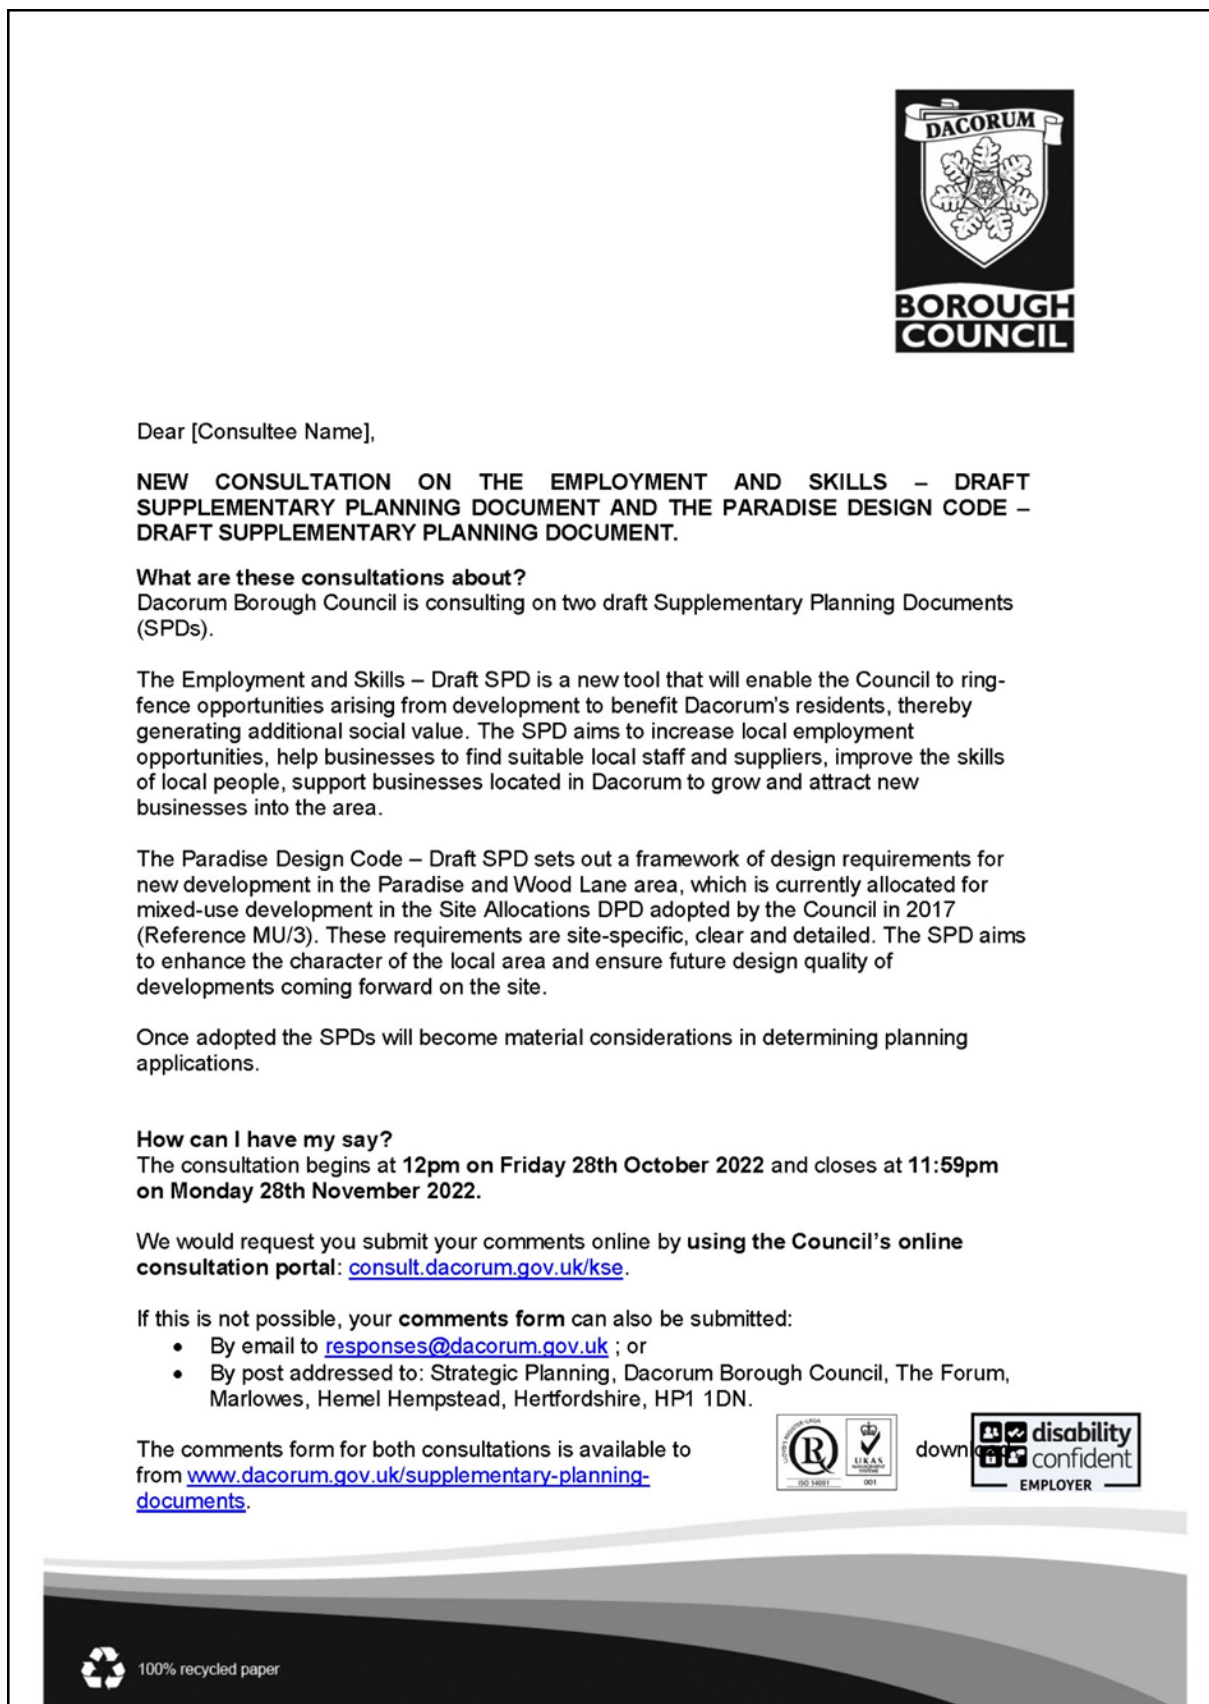 DACORUM
BOROUGH
COUNCIL
Dear [Consultee Name],
NEW CONSULTATION ON THE EMPLOYMENT AND SKILLS – DRAFT
SUPPLEMENTARY PLANNING DOCUMENT AND THE PARADISE DESIGN CODE –
DRAFT SUPPLEMENTARY PLANNING DOCUMENT.
What are these consultations about?
Dacorum Borough Council is consulting on two draft Supplementary Planning Documents
(SPDs).
The Employment and Skills – Draft SPD is a new tool that will enable the Council to ring-
fence opportunities arising from development to benefit Dacorum’s residents, thereby
generating additional social value. The SPD aims to increase local employment
opportunities, help businesses to find suitable local staff and suppliers, improve the skills
of local people, support businesses located in Dacorum to grow and attract new
businesses into the area.
The Paradise Design Code – Draft SPD sets out a framework of design requirements for
new development in the Paradise and Wood Lane area, which is currently allocated for
mixed-use development in the Site Allocations DPD adopted by the Council in 2017
(Reference MU/3). These requirements are site-specific, clear and detailed. The SPD aims
to enhance the character of the local area and ensure future design quality of
developments coming forward on the site.
Once adopted the SPDs will become material considerations in determining planning
applications.
How can I have my say?
The consultation begins at 12pm on Friday 28th October 2022 and closes at 11:59pm
on Monday 28th November 2022.
We would request you submit your comments online by using the Council’s online
consultation portal: consult.dacorum.gov.uk/kse.
If this is not possible, your comments form can also be submitted:
• By email to responses@dacorum.gov.uk ; or
• By post addressed to: Strategic Planning, Dacorum Borough Council, The Forum,
Marlowes, Hemel Hempstead, Hertfordshire, HP1 1DN.
The comments form for both consultations is available to download
from www.dacorum.gov.uk/supplementary-planning-
documents.
UKAS
MANAGEMENT
SYSTEMS
ISO 14001
001
disability
confident
EMPLOYER
100% recycled paper